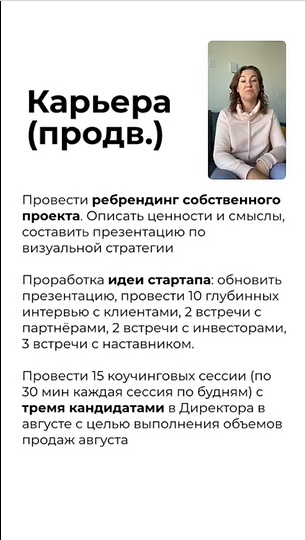 Карьера
(продв.)
Провести ребрендинг собственного
проекта. Описать ценности и смыслы,
составить презентацию по
визуальной стратегии
Проработка идеи стартапа: обновить
презентацию, провести 10 глубинных
интервью с клиентами, 2 встречи с
партнёрами, 2 встречи с инвесторами,
3 встречи с наставником.
Провести 15 коучинговых сессии (по
30 мин каждая сессия по будням) с
тремя кандидатами в Директора в
августе с целью выполнения объемов
продаж августа